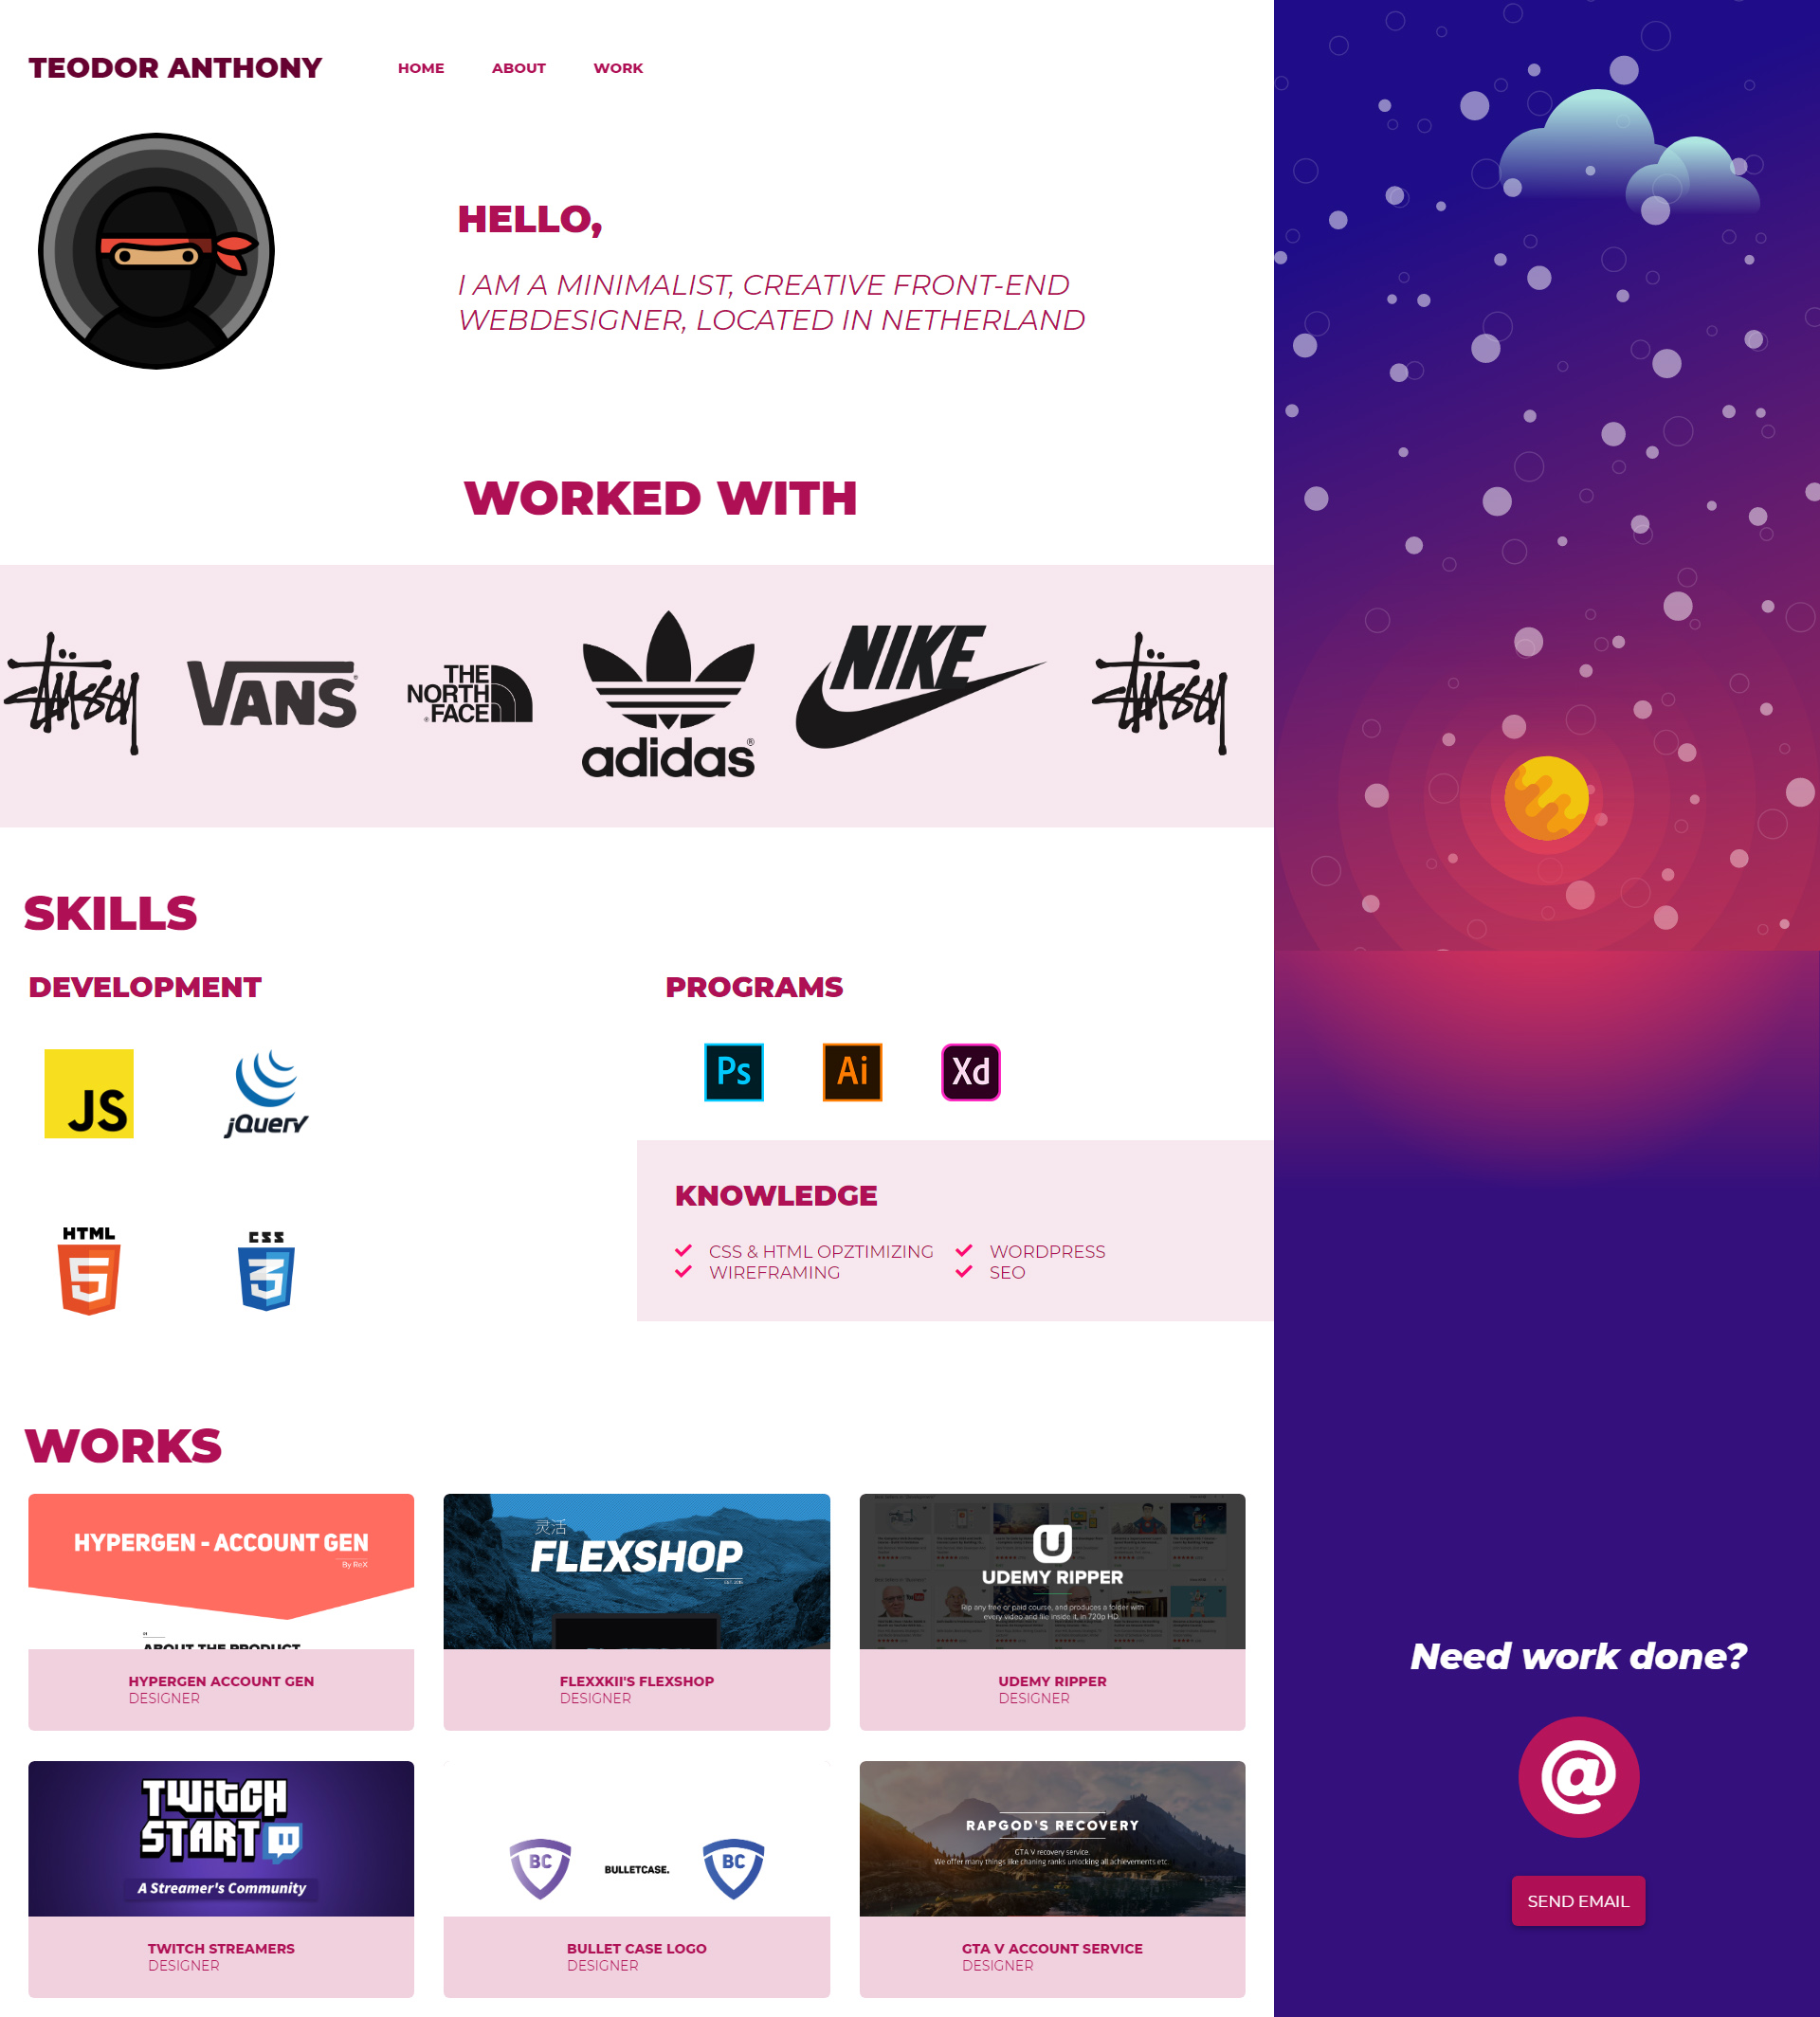 TEODOR ANTHONY
HOME
ABOUT
WORK
HELLO,
I AM A MINIMALIST, CREATIVE FRONT-END
WEBDESIGNER, LOCATED IN NETHERLAND
WORKED WITH
Stüssy
VANS®
THE
NORTH
®FACE
adidas®
NIKE
Stüssy
SKILLS
DEVELOPMENT
JS
jQuery
HTML
5
CSS
3
PROGRAMS
Ps
Ai
Xd
KNOWLEDGE
CSS & HTML OPZTIMIZING
WORDPRESS
WIREFRAMING
SEO
WORKS
HYPERGEN - ACCOUNT GEN
By ReX
ABOUT THE PRODUCT
HYPERGEN ACCOUNT GEN
DESIGNER
灵活
FLEXSHOP
FLEXXKII'S FLEXSHOP
DESIGNER
U
UDEMY RIPPER
Rip any free or paid course, and produces a folder with
every video and file inside it, in 720p HD.
UDEMY RIPPER
DESIGNER
TWITCH
START
A Streamer's Community
TWITCH STREAMERS
DESIGNER
BC
BULLETCASE.
BC
BULLET CASE LOGO
DESIGNER
RAPGOD'S RECOVERY
GTA V recovery service.
We offer many things like chaning ranks unlocking all achievements etc.
GTA V ACCOUNT SERVICE
DESIGNER
Need work done?
@
SEND EMAIL